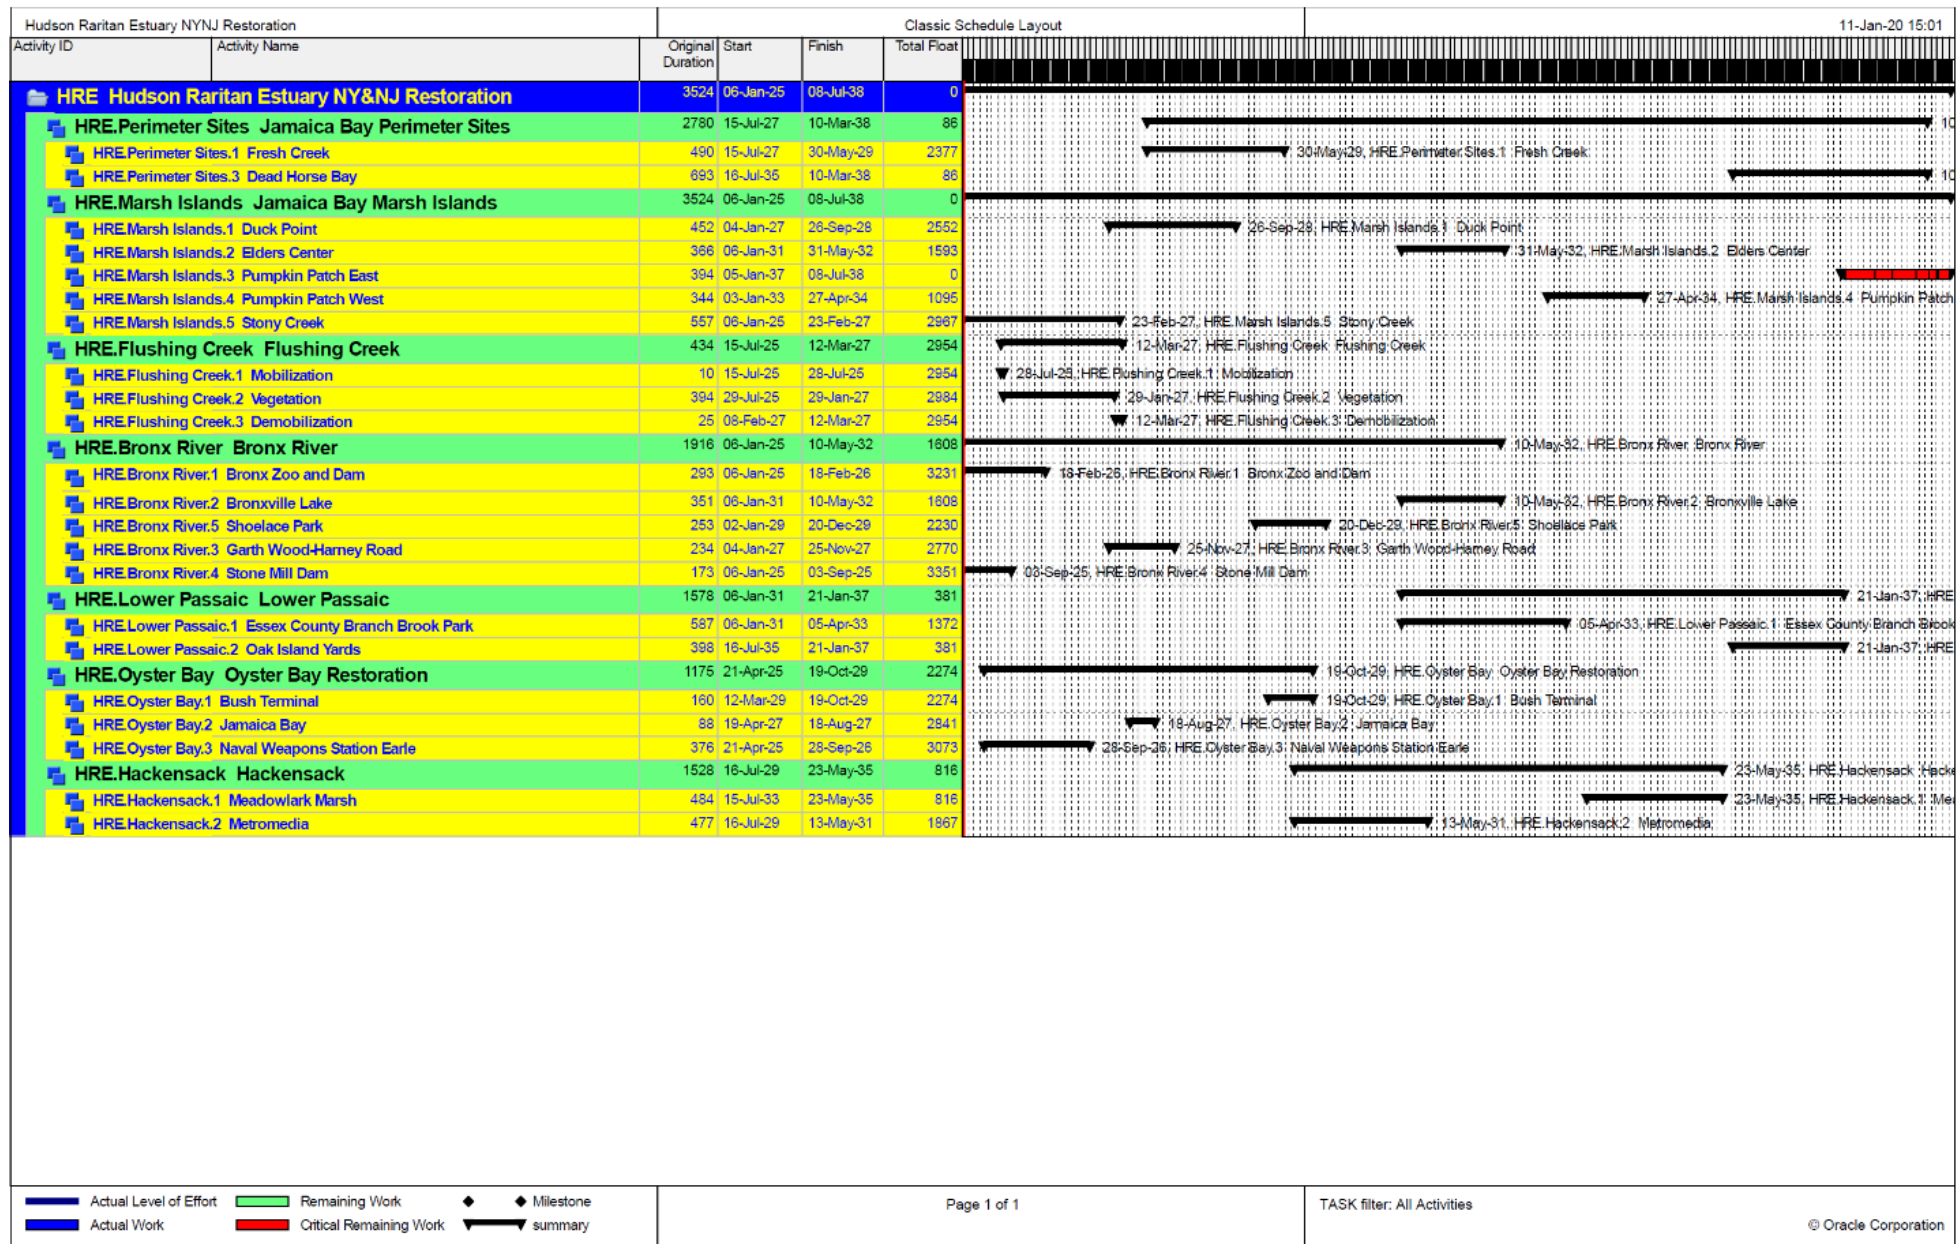 Hudson Raritan Estuary NYNJ Restoration Classic Schedule Layout 11-Jan-20 15:01
Activity ID Activity Name Original Duration Start Finish Total Float
HRE Hudson Raritan Estuary NY&NJ Restoration 3524 06-Jan-25 08-Jul-38 0
HRE.Perimeter Sites Jamaica Bay Perimeter Sites 2780 15-Jul-27 10-Mar-38 86 10
HRE.Perimeter Sites.1 Fresh Creek 490 15-Jul-27 30-May-29 2377 30-May-29, HRE.Perimeter Sites.1 Fresh Creek
HRE.Perimeter Sites.3 Dead Horse Bay 693 16-Jul-35 10-Mar-38 86 10
HRE.Marsh Islands Jamaica Bay Marsh Islands 3524 06-Jan-25 08-Jul-38 0
HRE.Marsh Islands.1 Duck Point 452 04-Jan-27 26-Sep-28 2552 26-Sep-28, HRE.Marsh Islands.1 Duck Point
HRE.Marsh Islands.2 Elders Center 366 06-Jan-31 31-May-32 1593 31-May-32, HRE.Marsh Islands.2 Elders Center
HRE.Marsh Islands.3 Pumpkin Patch East 394 05-Jan-37 08-Jul-38 0
HRE.Marsh Islands.4 Pumpkin Patch West 344 03-Jan-33 27-Apr-34 1095 27-Apr-34, HRE.Marsh Islands.4 Pumpkin Patch
HRE.Marsh Islands.5 Stony Creek 557 06-Jan-25 23-Feb-27 2967 23-Feb-27, HRE.Marsh Islands.5 Stony Creek
HRE.Flushing Creek Flushing Creek 434 15-Jul-25 12-Mar-27 2954 12-Mar-27, HRE.Flushing Creek Flushing Creek
HRE.Flushing Creek.1 Mobilization 10 15-Jul-25 28-Jul-25 2954 28-Jul-25, HRE.Flushing Creek.1 Mobilization
HRE.Flushing Creek.2 Vegetation 394 29-Jul-25 29-Jan-27 2984 29-Jan-27, HRE.Flushing Creek.2 Vegetation
HRE.Flushing Creek.3 Demobilization 25 08-Feb-27 12-Mar-27 2954 12-Mar-27, HRE.Flushing Creek.3 Demobilization
HRE.Bronx River Bronx River 1916 06-Jan-25 10-May-32 1608 10-May-32, HRE.Bronx River Bronx River
HRE.Bronx River.1 Bronx Zoo and Dam 293 06-Jan-25 18-Feb-26 3231 18-Feb-26, HRE.Bronx River.1 Bronx Zoo and Dam
HRE.Bronx River.2 Bronxville Lake 351 06-Jan-31 10-May-32 1608 10-May-32, HRE.Bronx River.2 Bronxville Lake
HRE.Bronx River.5 Shoelace Park 253 02-Jan-29 20-Dec-29 2230 20-Dec-29, HRE.Bronx River.5 Shoelace Park
HRE.Bronx River.3 Garth Wood-Harney Road 234 04-Jan-27 25-Nov-27 2770 25-Nov-27, HRE.Bronx River.3 Garth Wood-Harney Road
HRE.Bronx River.4 Stone Mill Dam 173 06-Jan-25 03-Sep-25 3351 03-Sep-25, HRE.Bronx River.4 Stone Mill Dam
HRE.Lower Passaic Lower Passaic 1578 06-Jan-31 21-Jan-37 381 21-Jan-37, HRE
HRE.Lower Passaic.1 Essex County Branch Brook Park 587 06-Jan-31 05-Apr-33 1372 05-Apr-33, HRE.Lower Passaic.1 Essex County Branch Brook
HRE.Lower Passaic.2 Oak Island Yards 398 16-Jul-35 21-Jan-37 381 21-Jan-37, HRE
HRE.Oyster Bay Oyster Bay Restoration 1175 21-Apr-25 19-Oct-29 2274 19-Oct-29, HRE.Oyster Bay Oyster Bay Restoration
HRE.Oyster Bay.1 Bush Terminal 160 12-Mar-29 19-Oct-29 2274 19-Oct-29, HRE.Oyster Bay.1 Bush Terminal
HRE.Oyster Bay.2 Jamaica Bay 88 19-Apr-27 18-Aug-27 2841 18-Aug-27, HRE.Oyster Bay.2 Jamaica Bay
HRE.Oyster Bay.3 Naval Weapons Station Earle 376 21-Apr-25 28-Sep-26 3073 28-Sep-26, HRE.Oyster Bay.3 Naval Weapons Station Earle
HRE.Hackensack Hackensack 1528 16-Jul-29 23-May-35 816 23-May-35, HRE.Hackensack Hacke
HRE.Hackensack.1 Meadowlark Marsh 484 15-Jul-33 23-May-35 816 23-May-35, HRE.Hackensack.1 Mea
HRE.Hackensack.2 Metromedia 477 16-Jul-29 13-May-31 1867 13-May-31, HRE.Hackensack.2 Metromedia
Actual Level of Effort Remaining Work Milestone Page 1 of 1 TASK filter: All Activities
Actual Work Critical Remaining Work summary
© Oracle Corporation